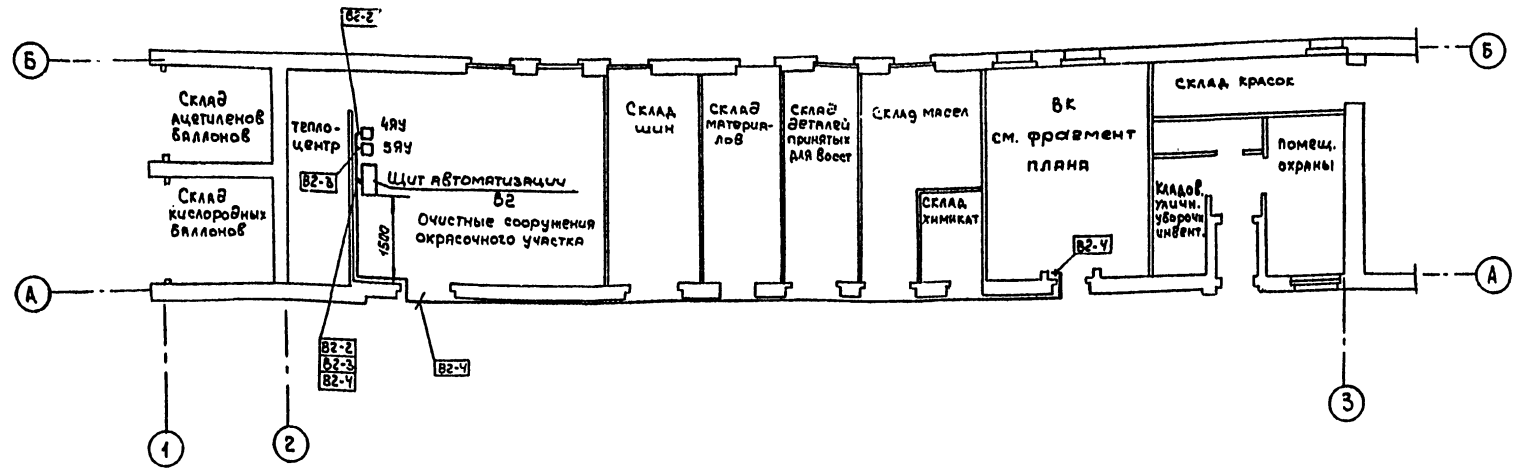 В2-2
Б
Б
Склад
ацетиленов
баллонов
тепло-
центр
4ЯУ
5ЯУ
В2-3
Щит автоматизации
В2
Очистные сооружения
окрасочного участка
1500
Склад
кислородных
баллонов
Склад
шин
Склад
материа-
лов
Склад
деталей
принятых
для восст
Склад масел
Склад
химикат
ВК
см. фрагмент
плана
Склад красок
помещ.
охраны
Кладов.
уличн.
уборочн
инвент.
В2-4
А
А
В2-2
В2-3
В2-4
В2-4
1
2
3